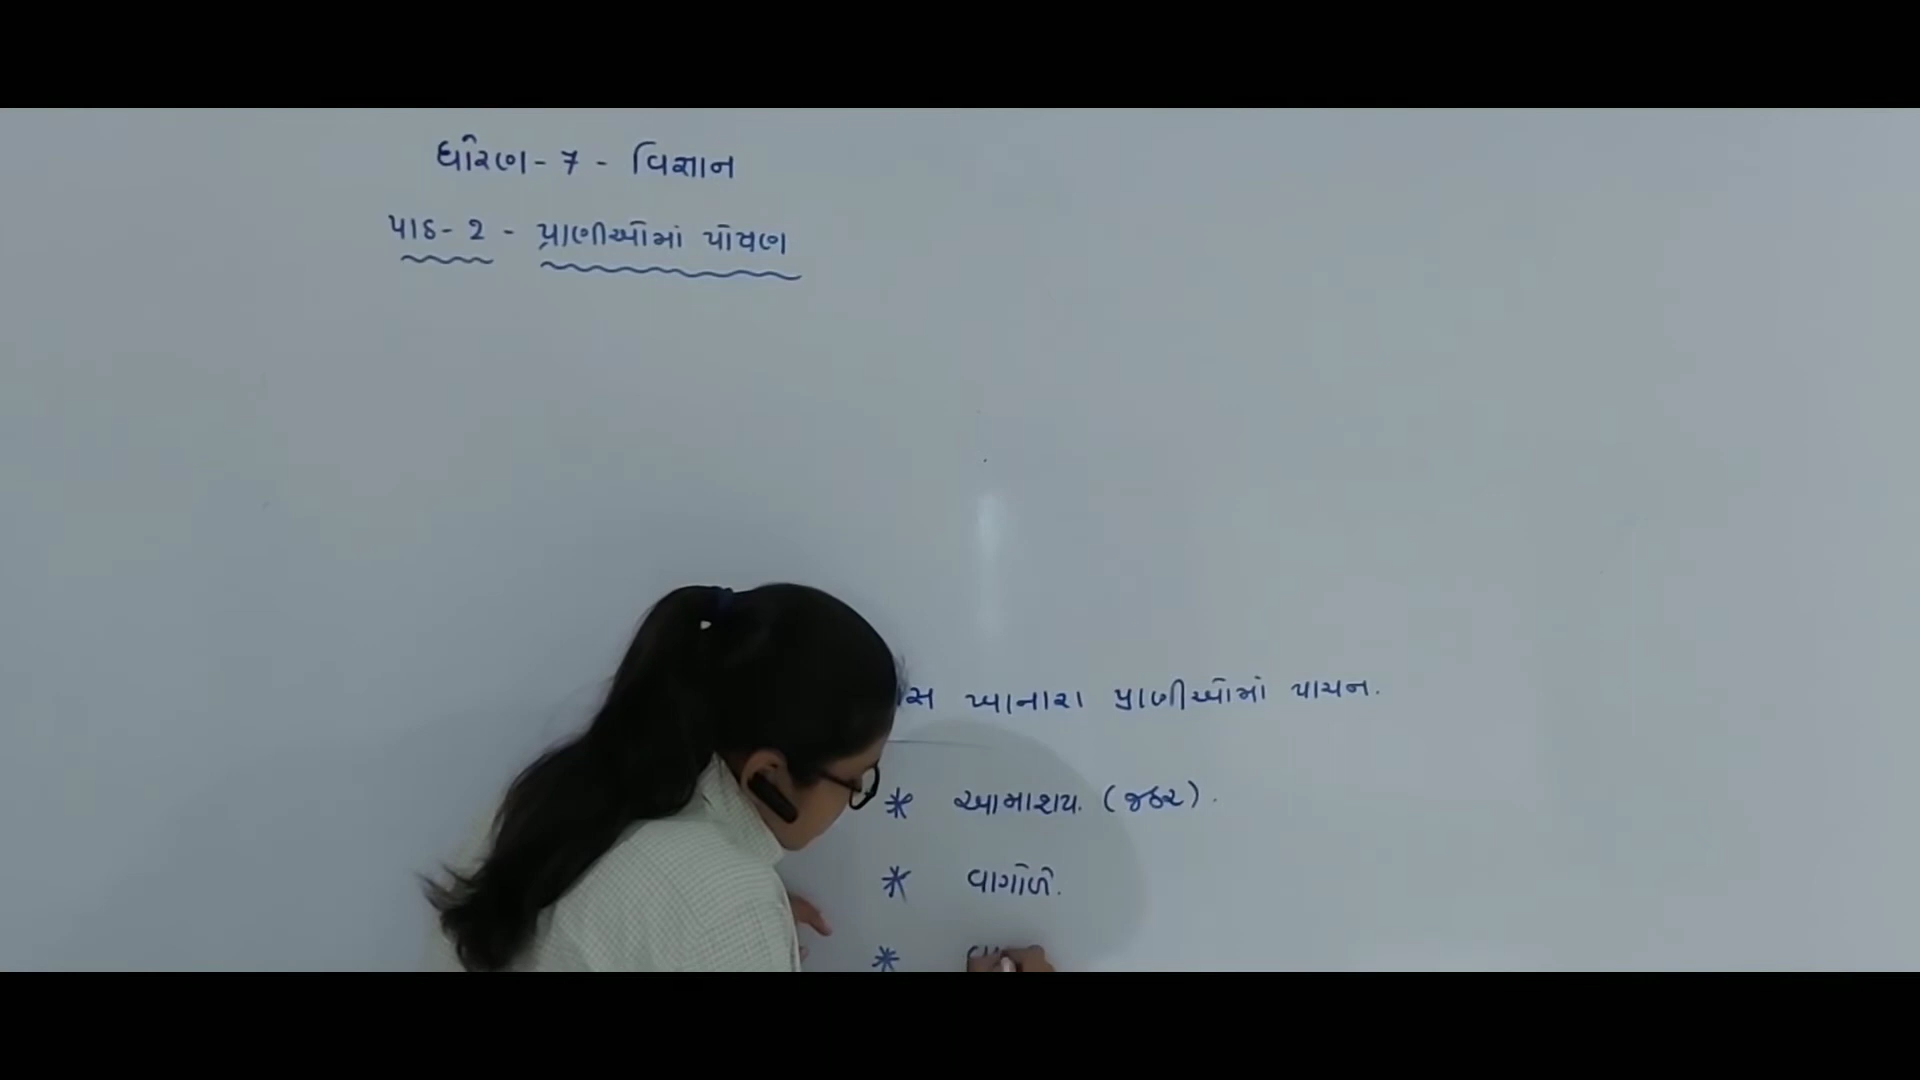 ધોરણ - 7 - વિજ્ઞાન
પાઠ - 2 - પ્રાણીઓમાં પોષણ
ખાનારા પ્રાણીઓમાં પાચન.
* આમાશય. (જઠર).
* વાગોળે.
*